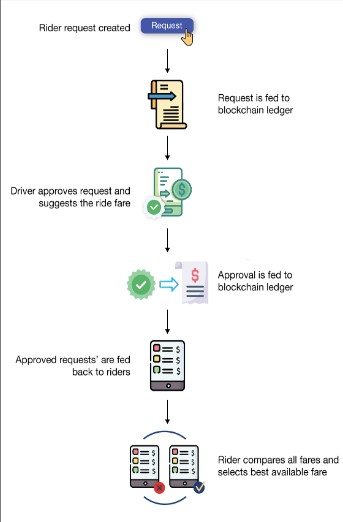 Rider request created
Request
Request is fed to
blockchain ledger
Driver approves request and
suggests the ride fare
$
$
Approval is fed to
blockchain ledger
Approved requests' are fed
back to riders
$
$
$
Rider compares all fares and
selects best available fare
$
$
$
$
$
$